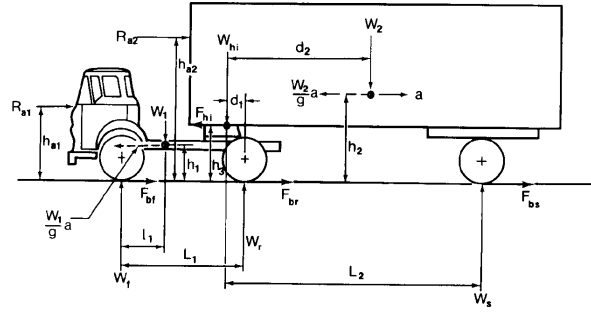 R_a2
W_hi
d_2
W_2
h_a2
W_2/g a
a
R_a1
W_1
F_hi
d_1
h_a1
h_1
h_3
h_2
F_bf
F_br
F_bs
W_1/g a
l_1
L_1
W_r
L_2
W_f
W_s